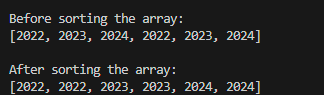 Before sorting the array:
[2022, 2023, 2024, 2022, 2023, 2024]
After sorting the array:
[2022, 2022, 2023, 2023, 2024, 2024]